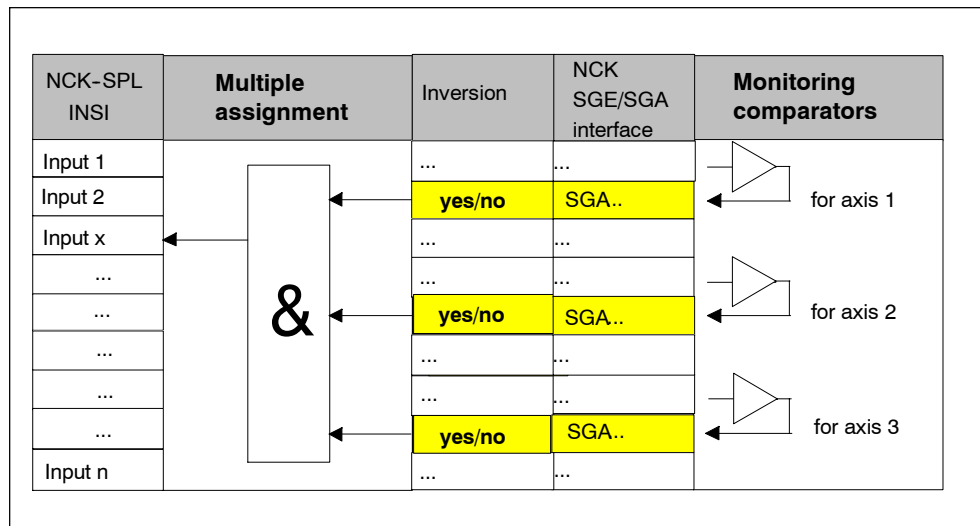 NCK-SPL INSI | Multiple assignment | Inversion | NCK SGE/SGA interface | Monitoring comparators
Input 1 | ... | ...
Input 2 | yes/no | SGA.. | for axis 1
Input x | ... | ...
... | ... | ...
... | & | yes/no | SGA... | for axis 2
... | ... | ...
... | ... | ...
... | yes/no | SGA.. | for axis 3
Input n | ... | ...